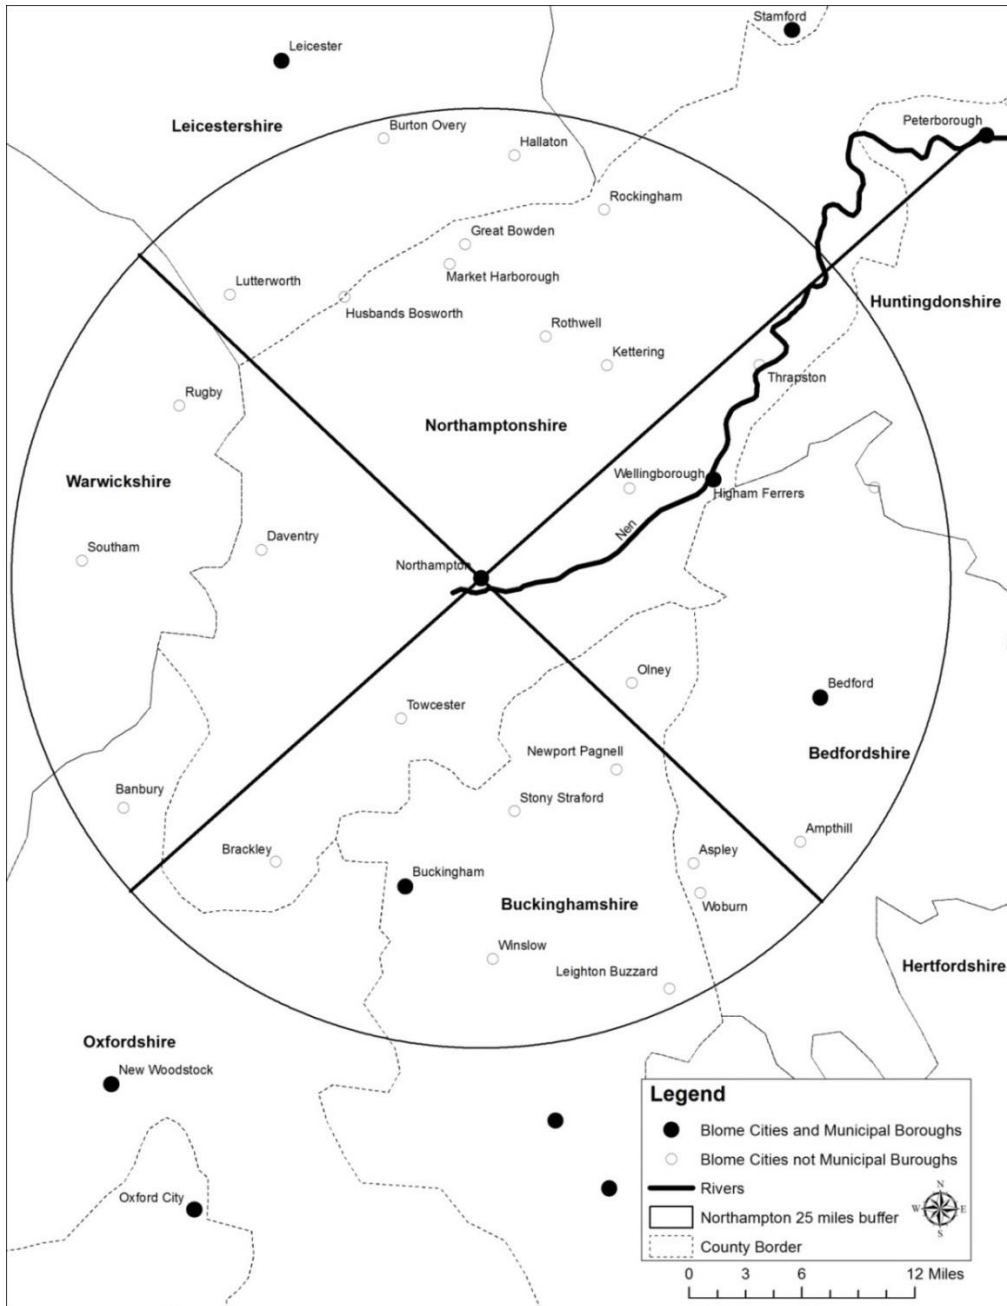 Stamford
Leicester
Leicestershire
Peterborough
Burton Overy
Hallaton
Rockingham
Great Bowden
Market Harborough
Lutterworth
Husbands Bosworth
Huntingdonshire
Rothwell
Kettering
Thrapston
Rugby
Northamptonshire
Warwickshire
Wellingborough
Higham Ferrers
Nen
Daventry
Southam
Northampton
Olney
Bedford
Towcester
Newport Pagnell
Bedfordshire
Banbury
Stony Straford
Ampthill
Brackley
Aspley
Buckingham
Buckinghamshire
Woburn
Winslow
Leighton Buzzard
Hertfordshire
Oxfordshire
New Woodstock
Oxford City
Legend
Blome Cities and Municipal Boroughs
Blome Cities not Municipal Buroughs
Rivers
Northampton 25 miles buffer
County Border
N
W
E
S
0 3 6 12 Miles